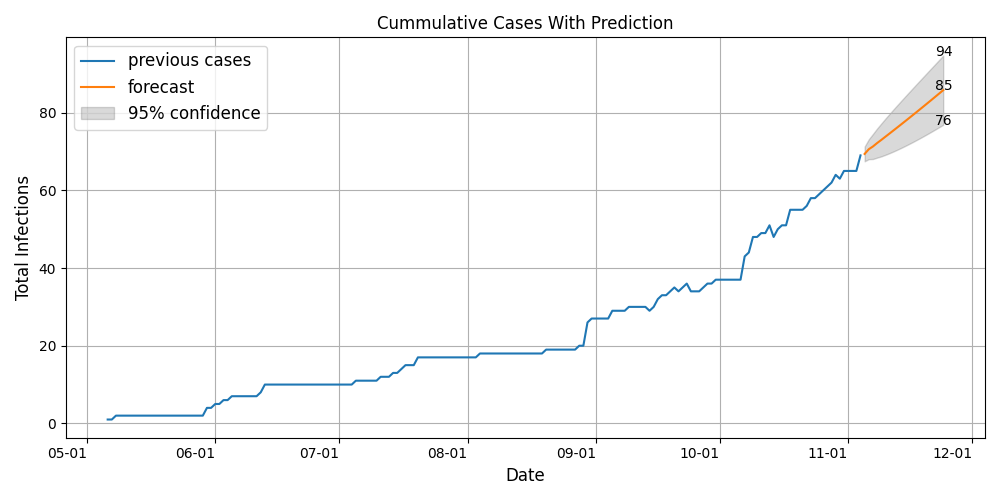 Cummulative Cases With Prediction
previous cases
forecast
95% confidence
94
85
76
80
60
40
20
0
Total Infections
05-01
06-01
07-01
08-01
09-01
10-01
11-01
12-01
Date